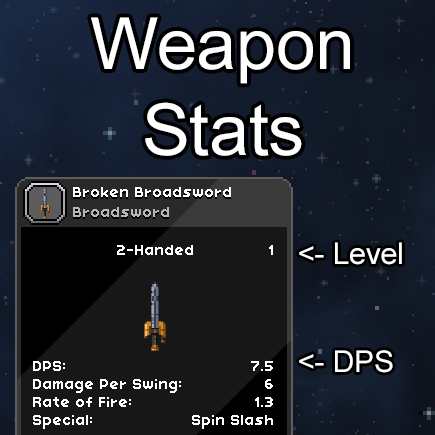 Weapon
Stats
Broken Broadsword
Broadsword
2-Handed 1 <- Level
DPS: 7.5 <- DPS
Damage Per Swing: 6
Rate of Fire: 1.3
Special: Spin Slash